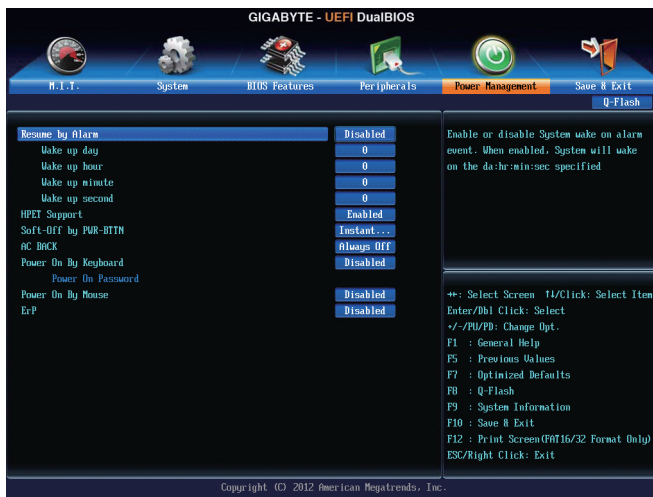 GIGABYTE - UEFI DualBIOS
M.I.T.
System
BIOS Features
Peripherals
Power Management
Save & Exit
Q-Flash
Resume by Alarm Disabled
Wake up day 0
Wake up hour 0
Wake up minute 0
Wake up second 0
HPET Support Enabled
Soft-Off by PWR-BTTN Instant...
AC BACK Always Off
Power On By Keyboard Disabled
Power On Password
Power On By Mouse Disabled
ErP Disabled
Enable or disable System wake on alarm
event. When enabled, System will wake
on the da:hr:min:sec specified
→←: Select Screen ↑↓/Click: Select Item
Enter/Dbl Click: Select
+/-/PU/PD: Change Opt.
F1 : General Help
F5 : Previous Values
F7 : Optimized Defaults
F8 : Q-Flash
F9 : System Information
F10 : Save & Exit
F12 : Print Screen(FAT16/32 Format Only)
ESC/Right Click: Exit
Copyright (C) 2012 American Megatrends, Inc.